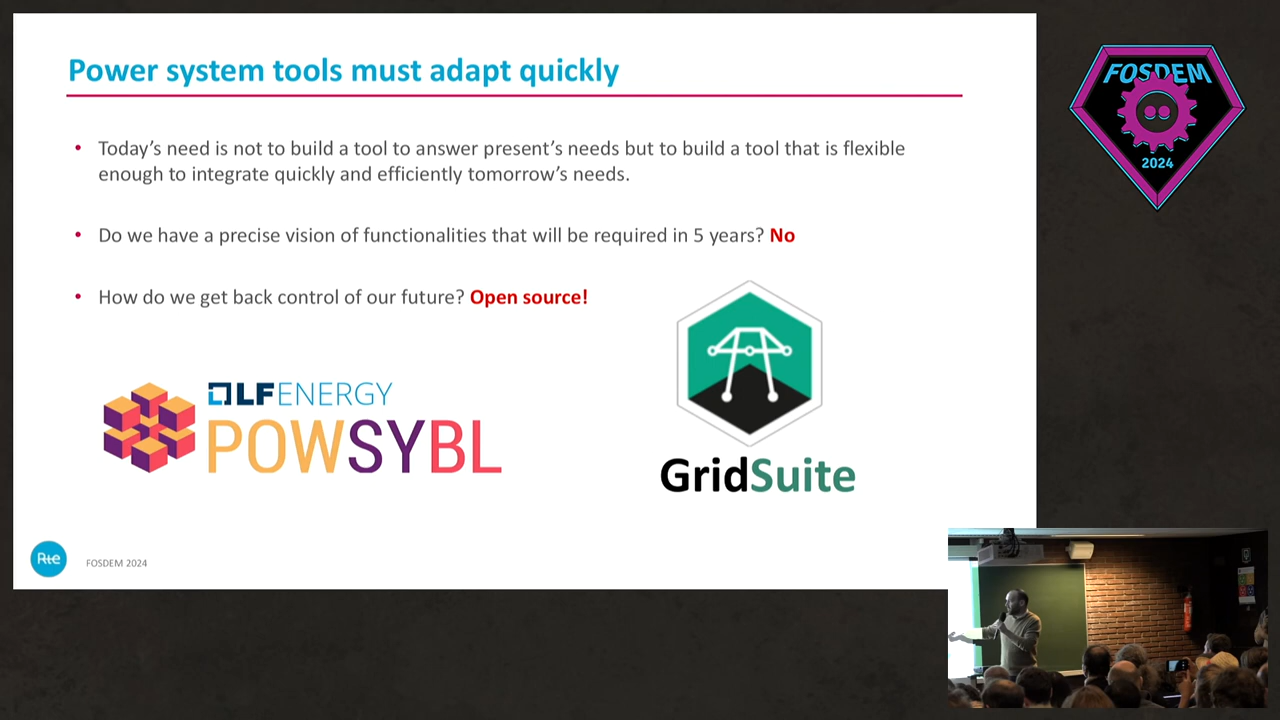 Power system tools must adapt quickly
• Today's need is not to build a tool to answer present's needs but to build a tool that is flexible
enough to integrate quickly and efficiently tomorrow's needs.
• Do we have a precise vision of functionalities that will be required in 5 years? No
• How do we get back control of our future? Open source!
LFENERGY
POWSYBL
GridSuite
Rte
FOSDEM 2024
FOSDEM
2024